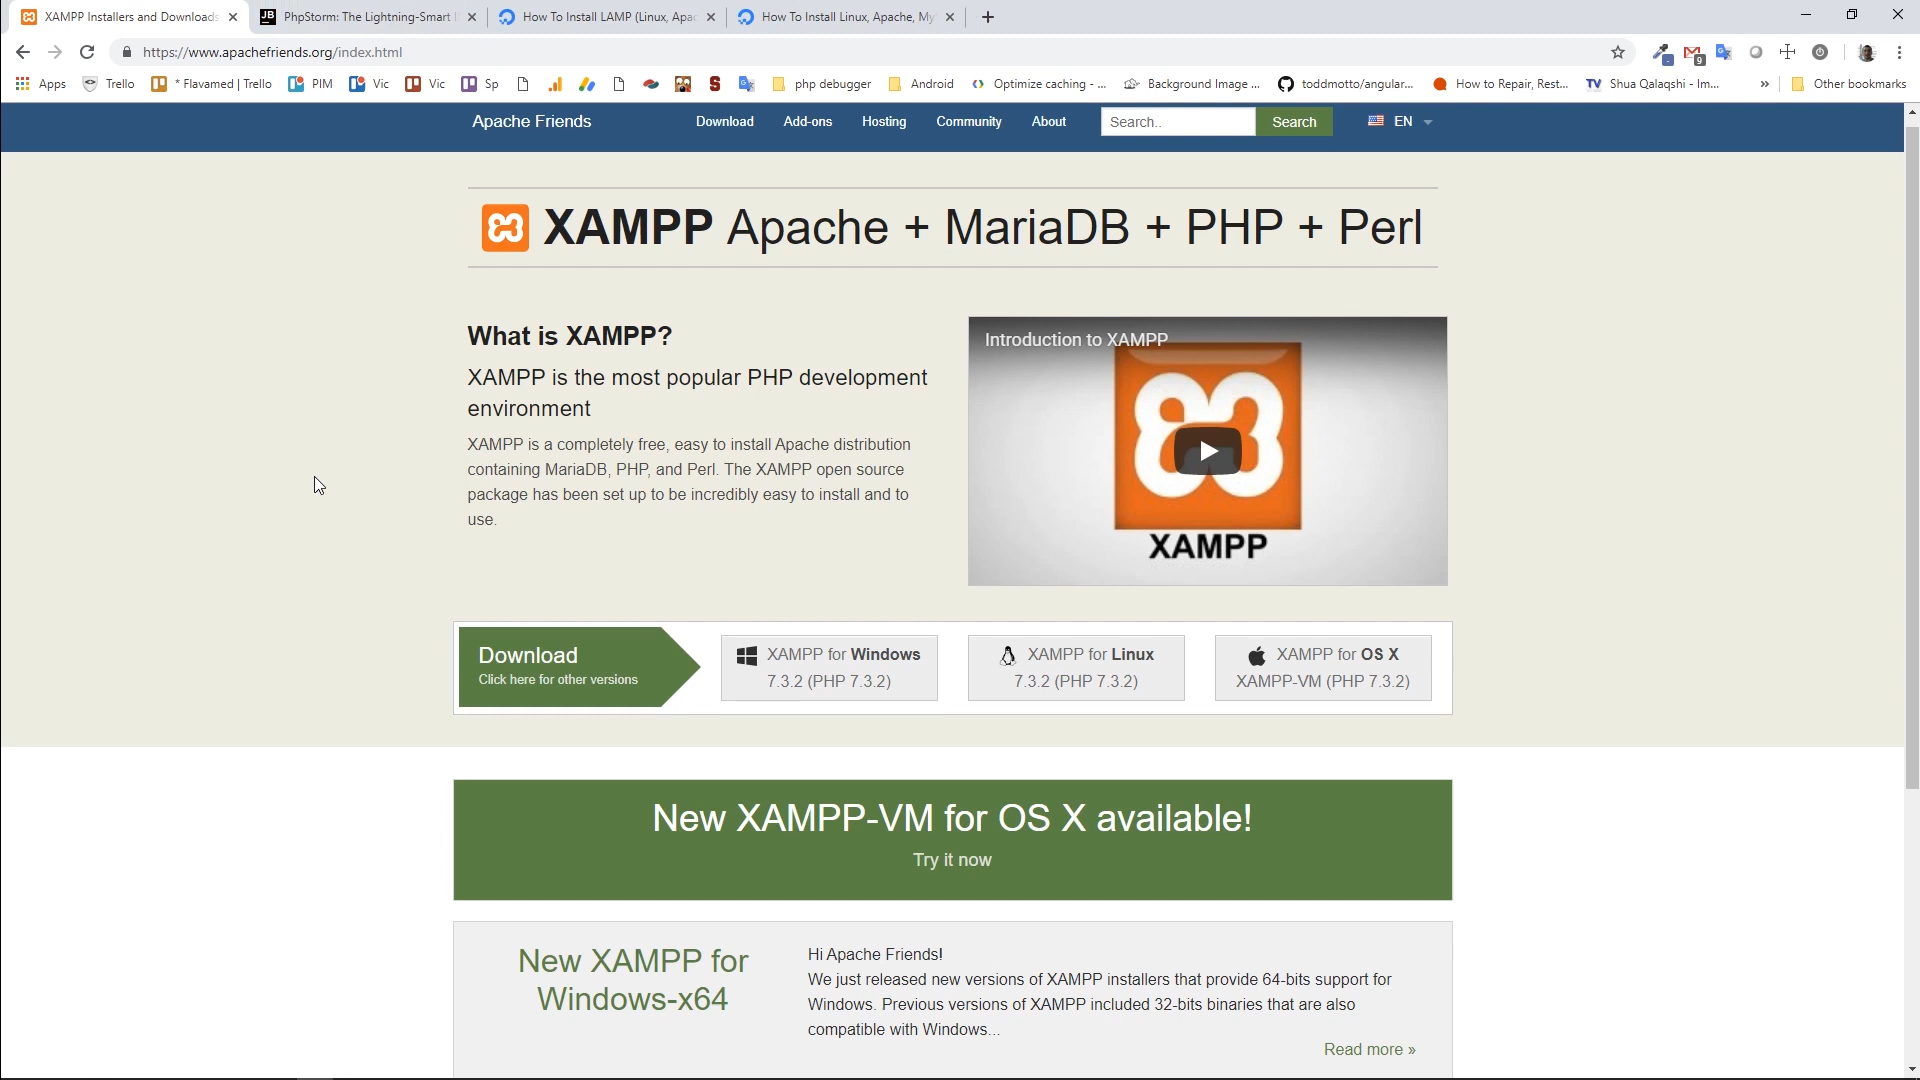 XAMPP Installers and Downloads
PhpStorm: The Lightning-Smart
How To Install LAMP (Linux, Apac
How To Install Linux, Apache, My
https://www.apachefriends.org/index.html
9
Apps
Trello
* Flavamed | Trello
PIM
Vic
Vic
Sp
php debugger
Android
Optimize caching - ...
Background Image ...
toddmotto/angular...
How to Repair, Rest...
TV
Shua Qalaqshi - Im...
»
Other bookmarks
Apache Friends
Download
Add-ons
Hosting
Community
About
Search..
Search
EN
XAMPP Apache + MariaDB + PHP + Perl
What is XAMPP?
XAMPP is the most popular PHP development
environment
XAMPP is a completely free, easy to install Apache distribution
containing MariaDB, PHP, and Perl. The XAMPP open source
package has been set up to be incredibly easy to install and to
use.
Introduction to XAMPP
XAMPP
Download
Click here for other versions
XAMPP for Windows
7.3.2 (PHP 7.3.2)
XAMPP for Linux
7.3.2 (PHP 7.3.2)
XAMPP for OS X
XAMPP-VM (PHP 7.3.2)
New XAMPP-VM for OS X available!
Try it now
New XAMPP for
Windows-x64
Hi Apache Friends!
We just released new versions of XAMPP installers that provide 64-bits support for
Windows. Previous versions of XAMPP included 32-bits binaries that are also
compatible with Windows...
Read more »